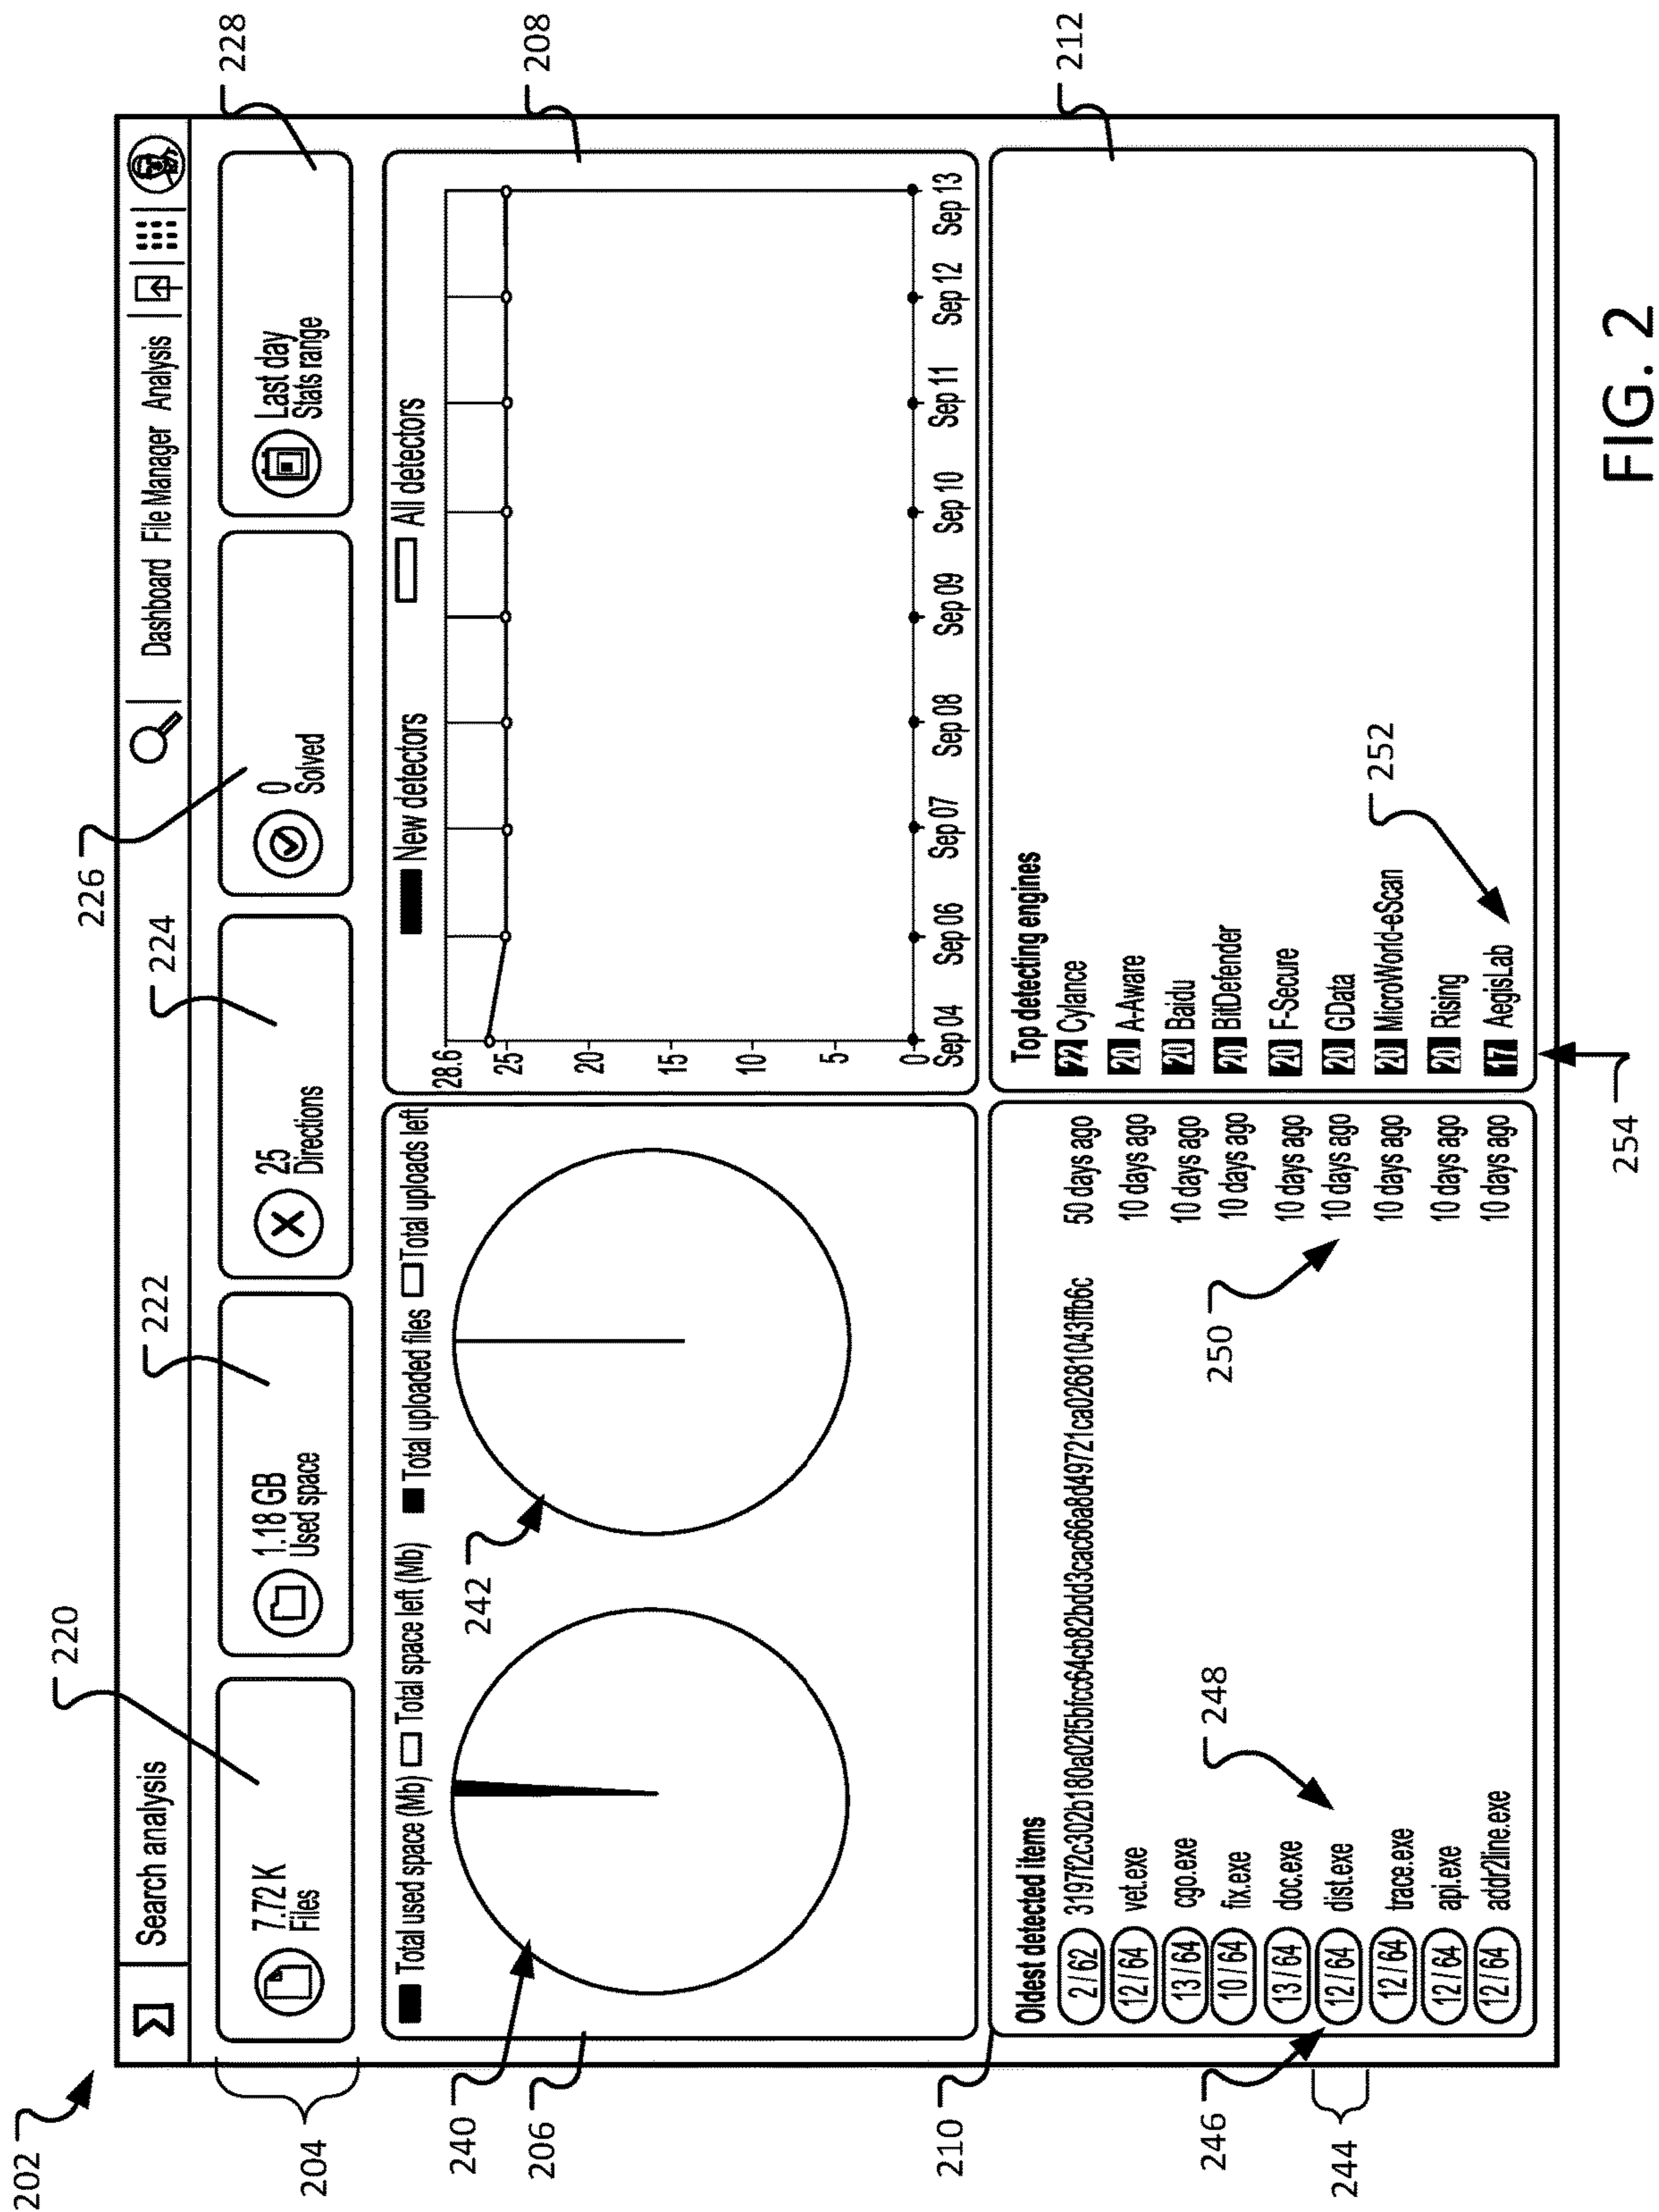 202
Σ
Search analysis
Dashboard File Manager Analysis
204
220
7.72 K
Files
222
1.18 GB
Used space
224
25
Directions
226
0
Solved
228
Last day
Stats range
206
240
Total used space (Mb) Total space left (Mb)
242
Total uploaded files Total uploads left
208
New detectors
All detectors
28.6
25
20
15
10
5
0
Sep 04 Sep 06 Sep 07 Sep 08 Sep 09 Sep 10 Sep 11 Sep 12 Sep 13
210
Oldest detected items
2 / 62 3197f2c302b180a02f5bfcc64cb82bdd3cac66a8d49721ca02681043ffb6c 50 days ago
12 / 64 vet.exe 10 days ago
13 / 64 cgo.exe 10 days ago
10 / 64 fix.exe 10 days ago
13 / 64 doc.exe 10 days ago
12 / 64 dist.exe 10 days ago
12 / 64 trace.exe 10 days ago
12 / 64 api.exe 10 days ago
12 / 64 addr2line.exe 10 days ago
244
246
248
250
212
Top detecting engines
22 Cylance
20 A-Aware
20 Baidu
20 BitDefender
20 F-Secure
20 GData
20 MicroWorld-eScan
20 Rising
17 AegisLab
252
254
FIG. 2